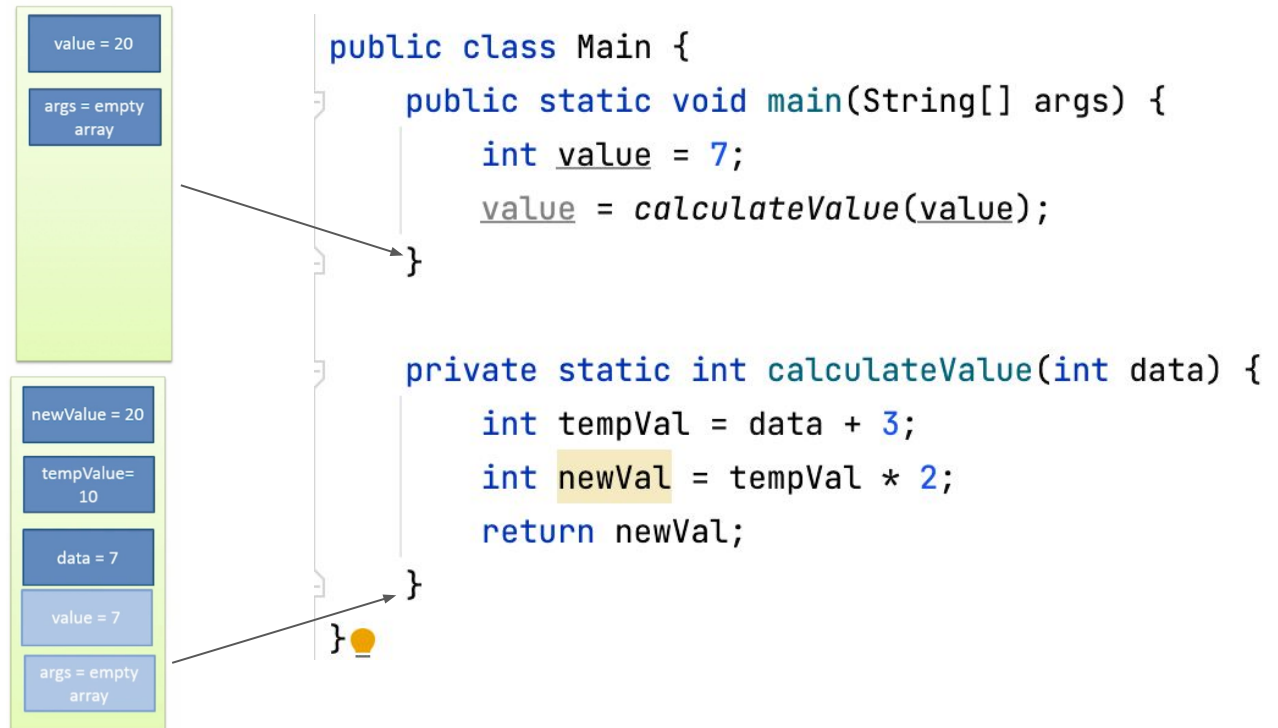 value = 20
args = empty
array
public class Main {
public static void main(String[] args) {
int value = 7;
value = calculateValue(value);
}
private static int calculateValue(int data) {
int tempVal = data + 3;
int newVal = tempVal * 2;
return newVal;
}
}
newValue = 20
tempValue=
10
data = 7
value = 7
args = empty
array